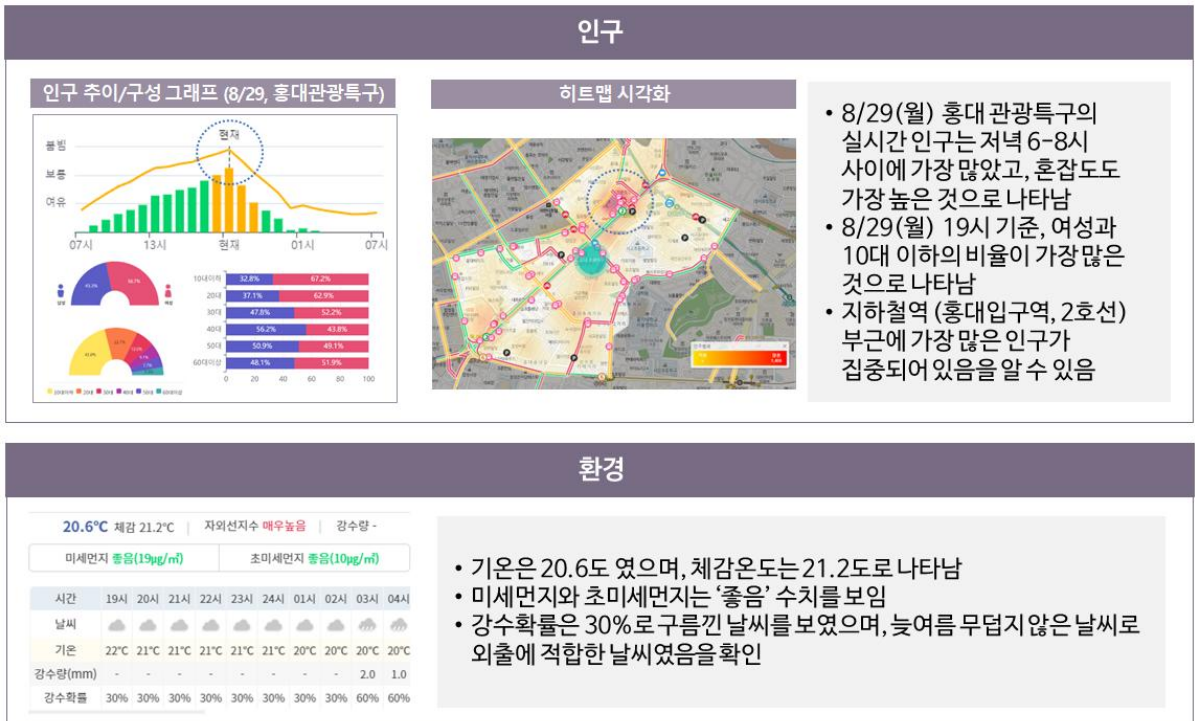 인구
인구 추이/구성 그래프 (8/29, 홍대관광특구)
현재
붐빔
보통
여유
07시 13시 현재 01시 07시
10대이하 32.8% 67.2%
20대 37.1% 62.9%
30대 47.8% 52.2%
40대 56.2% 43.8%
50대 50.9% 49.1%
60대이상 48.1% 51.9%
0 20 40 60 80 100
히트맵 시각화
• 8/29(월) 홍대 관광특구의
실시간 인구는 저녁 6-8시
사이에 가장 많았고, 혼잡도도
가장 높은 것으로 나타남
• 8/29(월) 19시 기준, 여성과
10대 이하의 비율이 가장 많은
것으로 나타남
• 지하철역 (홍대입구역, 2호선)
부근에 가장 많은 인구가
집중되어 있음을 알 수 있음
환경
20.6℃ 체감 21.2℃ | 자외선지수 매우높음 | 강수량 -
미세먼지 좋음(19㎍/㎥) 초미세먼지 좋음(10㎍/㎥)
시간 19시 20시 21시 22시 23시 24시 01시 02시 03시 04시
날씨
기온 22℃ 21℃ 21℃ 21℃ 21℃ 21℃ 20℃ 20℃ 20℃ 20℃
강수량(mm) - - - - - - - - 2.0 1.0
강수확률 30% 30% 30% 30% 30% 30% 30% 30% 60% 60%
• 기온은 20.6도 였으며, 체감온도는 21.2도로 나타남
• 미세먼지와 초미세먼지는 ‘좋음’ 수치를 보임
• 강수확률은 30%로 구름낀 날씨를 보였으며, 늦여름 무덥지 않은 날씨로
외출에 적합한 날씨였음을 확인